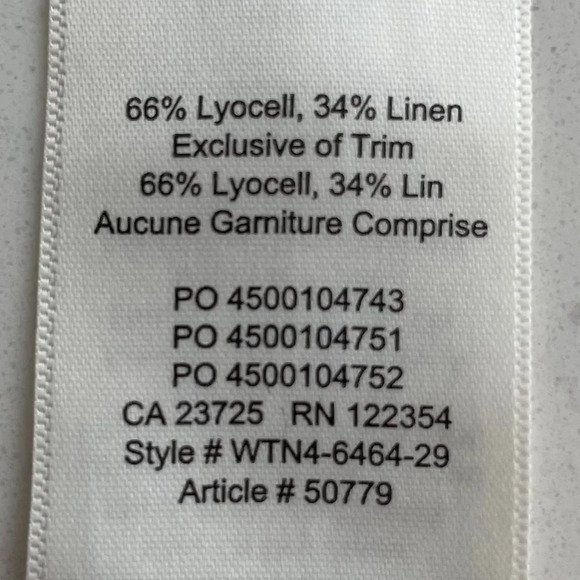 66% Lyocell, 34% Linen
Exclusive of Trim
66% Lyocell, 34% Lin
Aucune Garniture Comprise
PO 4500104743
PO 4500104751
PO 4500104752
CA 23725 RN 122354
Style # WTN4-6464-29
Article # 50779